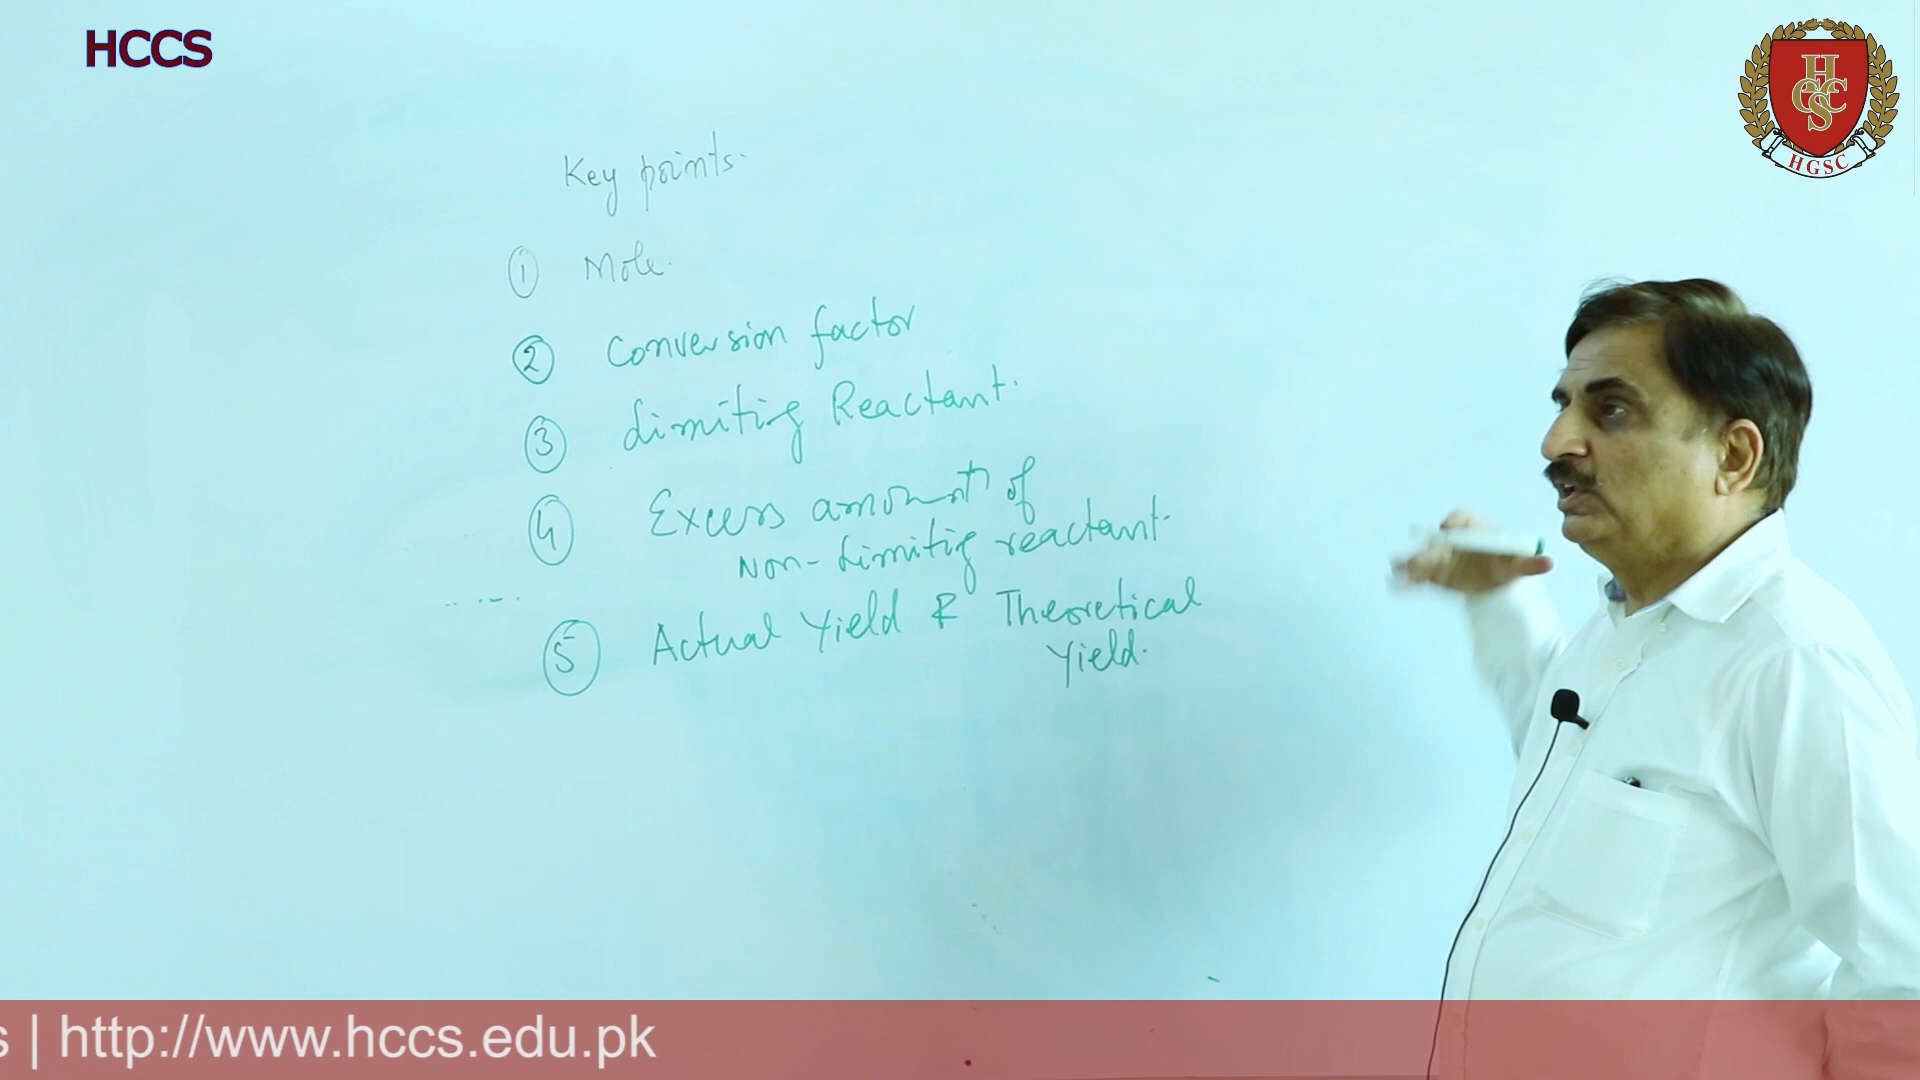 HCCS
HCCS
HGSC
Key points.
① Mole.
② Conversion factor
③ Limiting Reactant.
④ Excess amount of
Non-Limiting reactant.
⑤ Actual Yield & Theoretical
Yield.
s | http://www.hccs.edu.pk